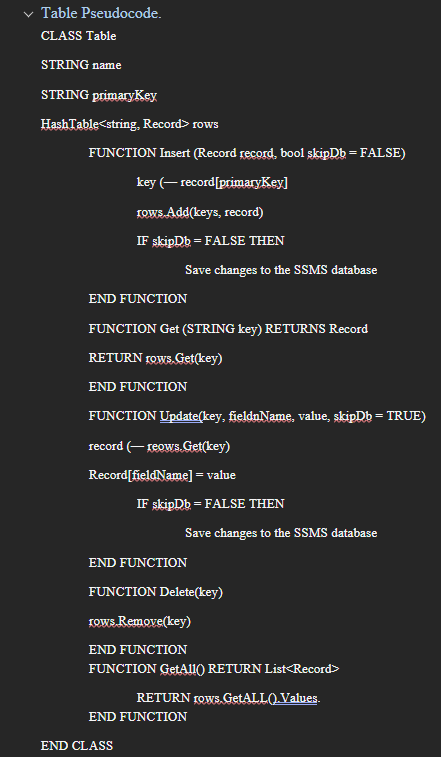 Table Pseudocode.
CLASS Table
STRING name
STRING primaryKey
HashTable<string, Record> rows
FUNCTION Insert (Record record, bool skipDb = FALSE)
key (— record[primaryKey]
rows.Add(keys, record)
IF skipDb = FALSE THEN
Save changes to the SSMS database
END FUNCTION
FUNCTION Get (STRING key) RETURNS Record
RETURN rows.Get(key)
END FUNCTION
FUNCTION Update(key, fieldnName, value, skipDb = TRUE)
record (— reows.Get(key)
Record[fieldName] = value
IF skipDb = FALSE THEN
Save changes to the SSMS database
END FUNCTION
FUNCTION Delete(key)
rows.Remove(key)
END FUNCTION
FUNCTION GetAll() RETURN List<Record>
RETURN rows.GetALL().Values.
END FUNCTION
END CLASS